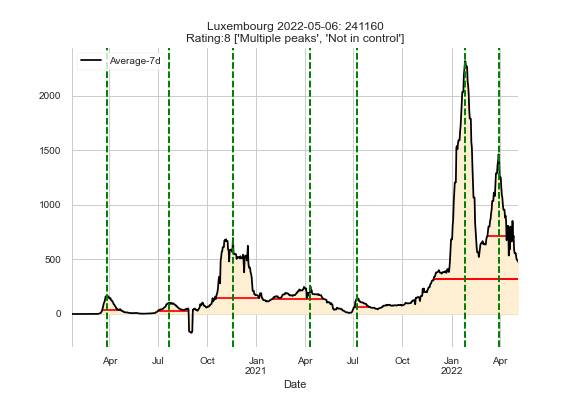 Luxembourg 2022-05-06: 241160
Rating:8 ['Multiple peaks', 'Not in control']
Average-7d
2000
1500
1000
500
0
Apr Jul Oct Jan Apr Jul Oct Jan Apr
2021 2022
Date